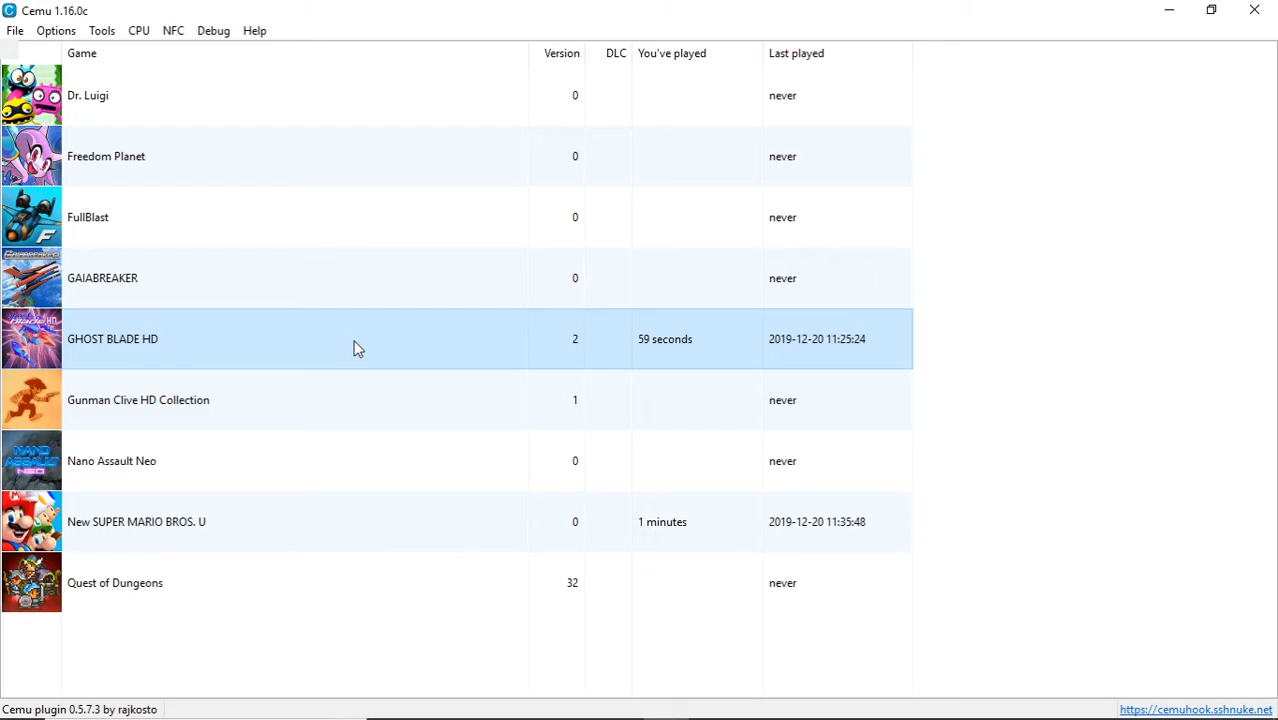 Cemu 1.16.0c
File Options Tools CPU NFC Debug Help
Game Version DLC You've played Last played
Dr. Luigi 0 never
Freedom Planet 0 never
FullBlast 0 never
GAIABREAKER 0 never
GHOST BLADE HD 2 59 seconds 2019-12-20 11:25:24
Gunman Clive HD Collection 1 never
NANO ASSAULT NEO
Nano Assault Neo 0 never
New SUPER MARIO BROS. U 0 1 minutes 2019-12-20 11:35:48
Quest of Dungeons 32 never
Cemu plugin 0.5.7.3 by rajkosto https://cemuhook.sshnuke.net